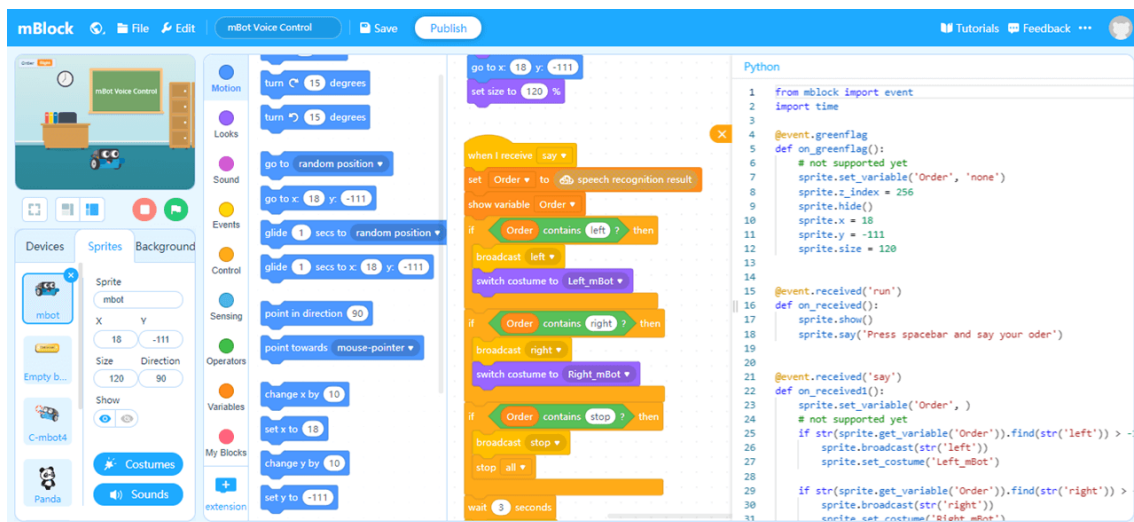 mBlock File Edit mBot Voice Control Save Publish Tutorials Feedback
Order Right
mBot Voice Control
Devices Sprites Background
mbot
Empty b...
C-mbot4
Panda
Sprite
mbot
X Y
18 -111
Size Direction
120 90
Show
Costumes
Sounds
Motion
Looks
Sound
Events
Control
Sensing
Operators
Variables
My Blocks
extension
turn 15 degrees
turn 15 degrees
go to random position
go to x: 18 y: -111
glide 1 secs to random position
glide 1 secs to x: 18 y: -111
point in direction 90
point towards mouse-pointer
change x by 10
set x to 18
change y by 10
set y to -111
go to x: 18 y: -111
set size to 120 %
when I receive say
set Order to speech recognition result
show variable Order
if Order contains left ? then
broadcast left
switch costume to Left_mBot
if Order contains right ? then
broadcast right
switch costume to Right_mBot
if Order contains stop ? then
broadcast stop
stop all
wait 3 seconds
Python
1 from mblock import event
2 import time
3
4 @event.greenflag
5 def on_greenflag():
6 # not supported yet
7 sprite.set_variable('Order', 'none')
8 sprite.z_index = 256
9 sprite.hide()
10 sprite.x = 18
11 sprite.y = -111
12 sprite.size = 120
13
14
15 @event.received('run')
16 def on_received():
17 sprite.show()
18 sprite.say('Press spacebar and say your oder')
19
20
21 @event.received('say')
22 def on_received1():
23 sprite.set_variable('Order', )
24 # not supported yet
25 if str(sprite.get_variable('Order')).find(str('left')) > -
26 sprite.broadcast(str('left'))
27 sprite.set_costume('Left_mBot')
28
29 if str(sprite.get_variable('Order')).find(str('right')) >
30 sprite.broadcast(str('right'))
31 sprite.set_costume('Right_mBot')